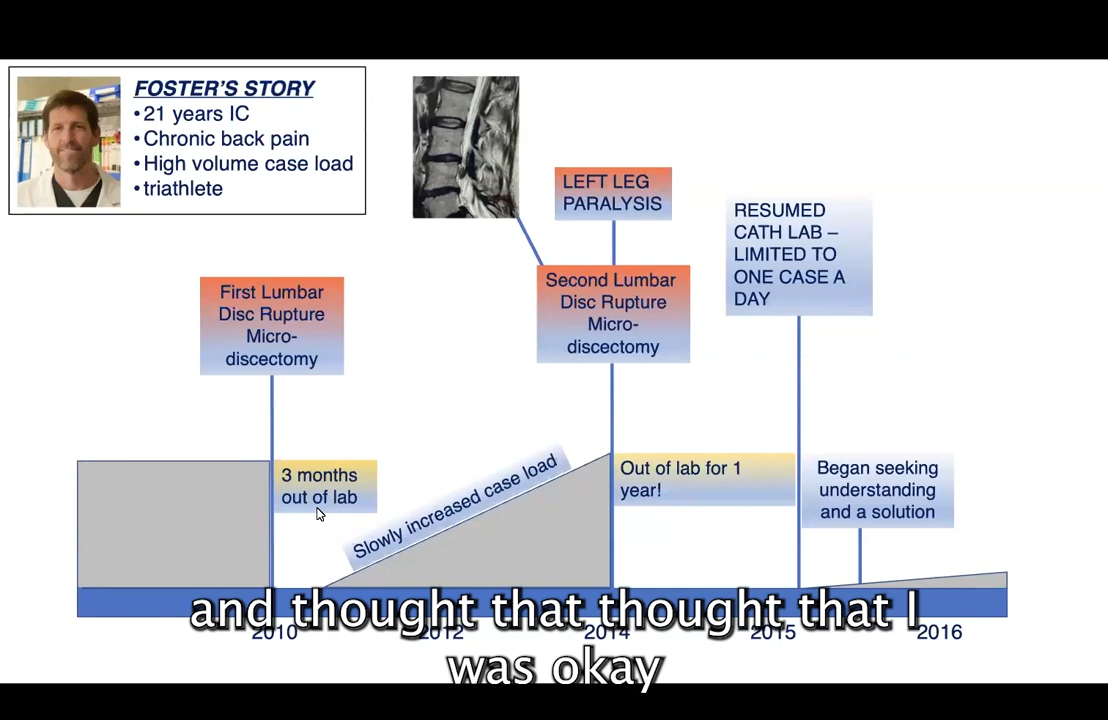 FOSTER'S STORY
•21 years IC
•Chronic back pain
•High volume case load
•triathlete
LEFT LEG
PARALYSIS
RESUMED
CATH LAB –
LIMITED TO
ONE CASE A
DAY
First Lumbar
Disc Rupture
Micro-
discectomy
Second Lumbar
Disc Rupture
Micro-
discectomy
3 months
out of lab
Slowly increased case load
Out of lab for 1
year!
Began seeking
understanding
and a solution
2010
2012
2014
2015
2016
and thought that thought that I
was okay